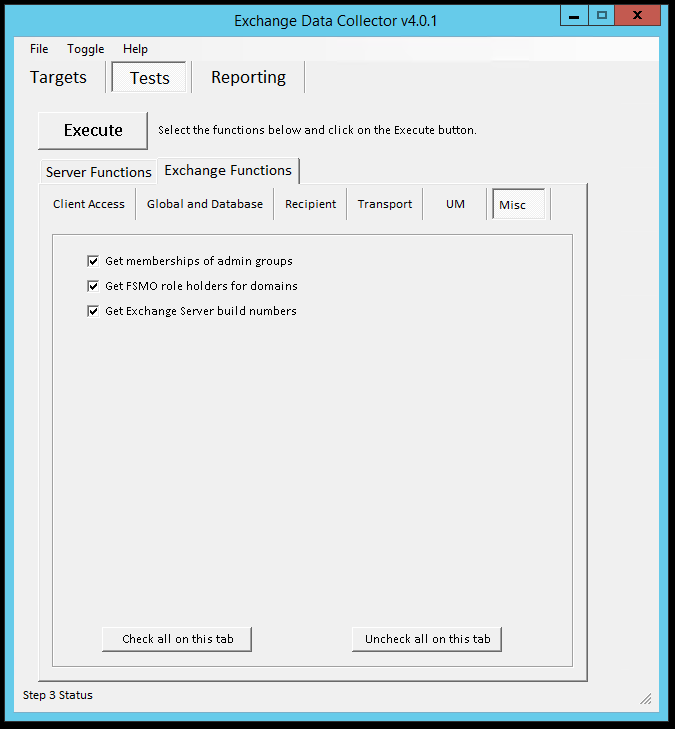 Exchange Data Collector v4.0.1
File Toggle Help
Targets Tests Reporting
Execute Select the functions below and click on the Execute button.
Server Functions Exchange Functions
Client Access Global and Database Recipient Transport UM Misc
Get memberships of admin groups
Get FSMO role holders for domains
Get Exchange Server build numbers
Check all on this tab Uncheck all on this tab
Step 3 Status